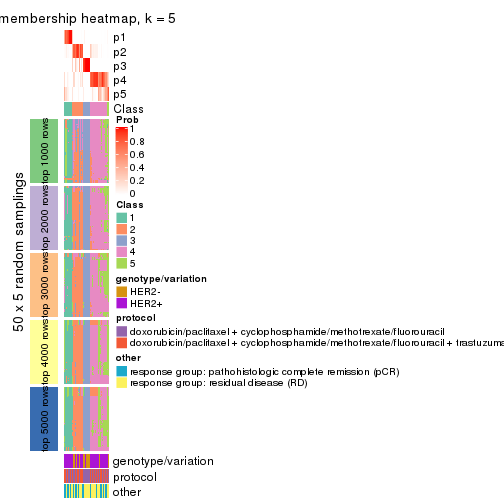 membership heatmap, k = 5
p1
p2
p3
p4
p5
Class
Prob
1
0.8
0.6
0.4
0.2
0
Class
1
2
3
4
5
genotype/variation
HER2-
HER2+
protocol
doxorubicin/paclitaxel + cyclophosphamide/methotrexate/fluorouracil
doxorubicin/paclitaxel + cyclophosphamide/methotrexate/fluorouracil + trastuzuma
other
response group: pathohistologic complete remission (pCR)
response group: residual disease (RD)
50 x 5 random samplings
top 1000 rows
top 2000 rows
top 3000 rows
top 4000 rows
top 5000 rows
genotype/variation
protocol
other